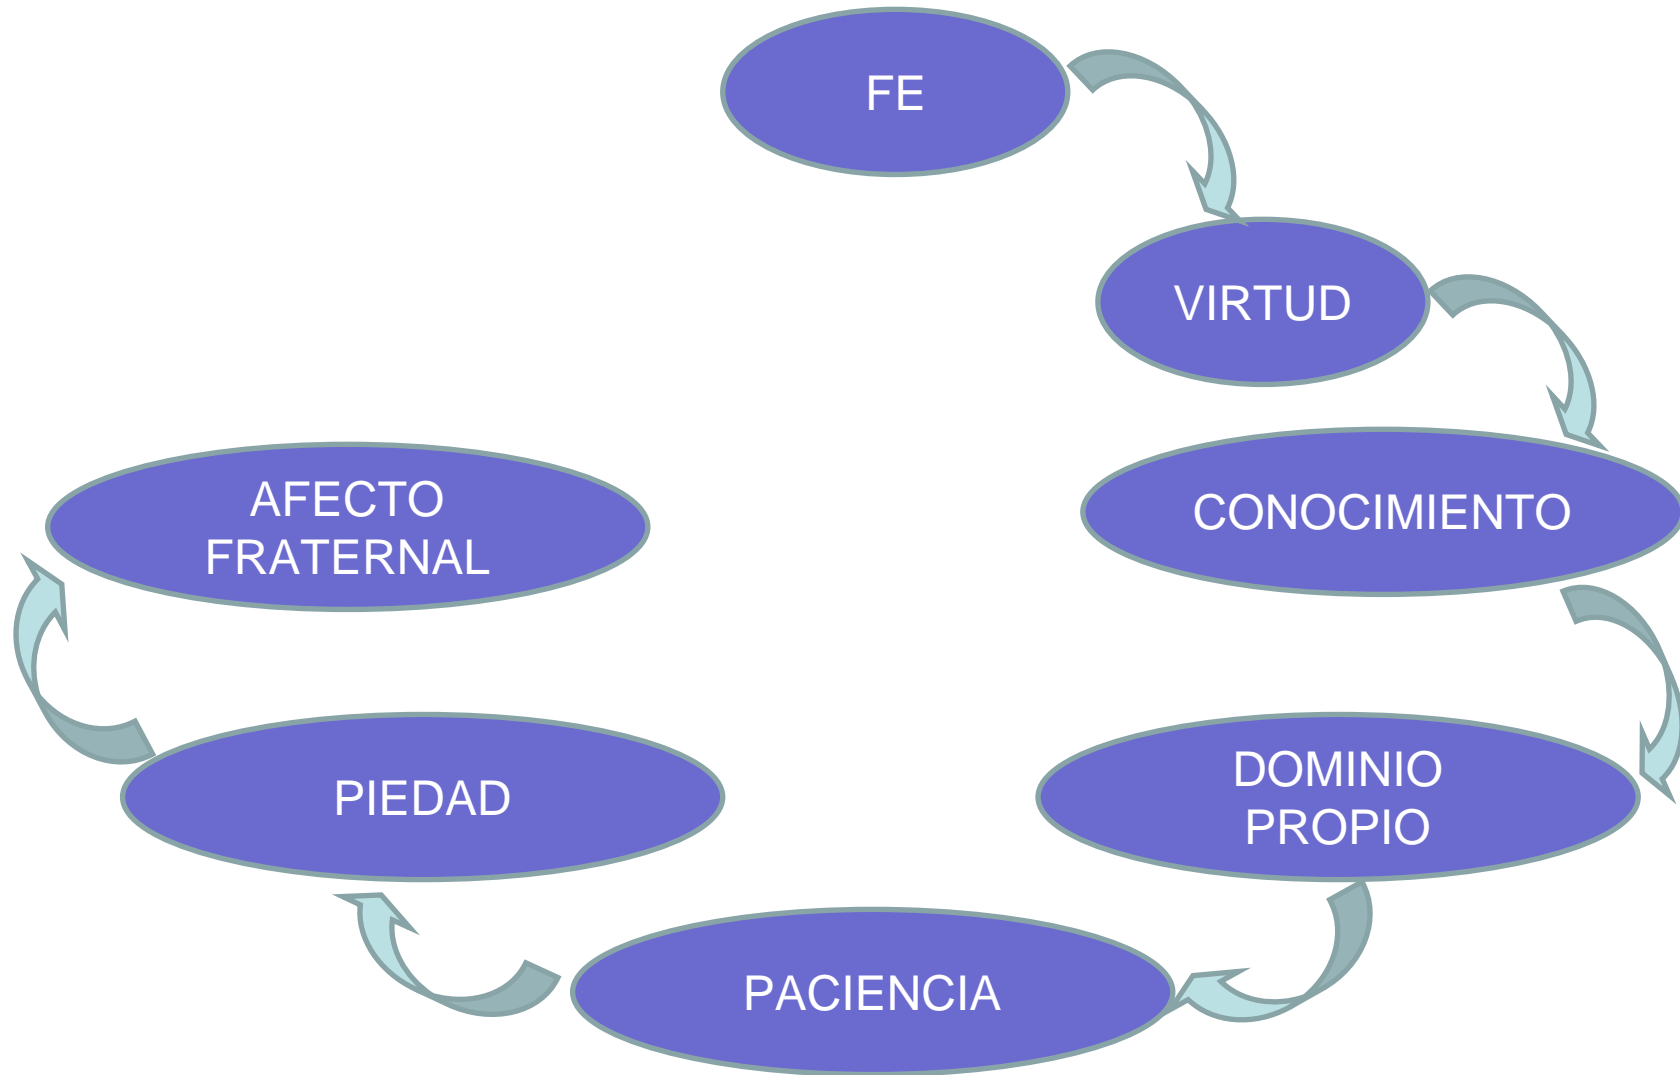 FE
VIRTUD
CONOCIMIENTO
DOMINIO
PROPIO
PACIENCIA
PIEDAD
AFECTO
FRATERNAL